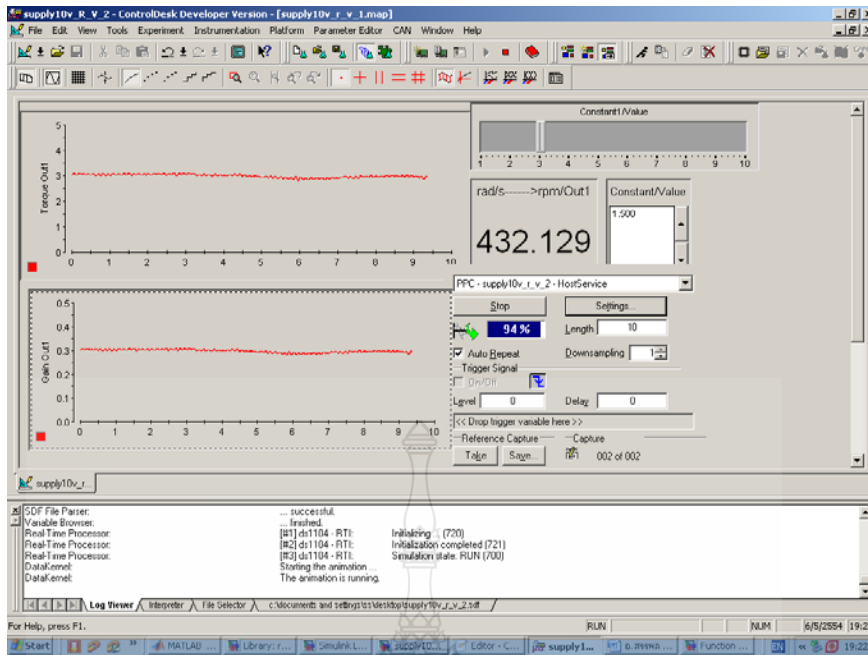 supply10v_R_V_2 - ControlDesk Developer Version - [supply10v_r_v_1.map]
File Edit View Tools Experiment Instrumentation Platform Parameter Editor CAN Window Help
Constant1/Value
1 2 3 4 5 6 7 8 9 10
Torque Out1
5
4
3
2
1
0
0 1 2 3 4 5 6 7 8 9 10
rad/s------>rpm/Out1
432.129
Constant/Value
1.500
Gain Out1
0.5
0.4
0.3
0.2
0.1
0.0
0 1 2 3 4 5 6 7 8 9 10
PPC - supply10v_r_v_2 - HostService
Stop Settings...
94 % Length 10
Auto Repeat Downsampling 1
Trigger Signal
On/Off
Level 0 Delay 0
<< Drop trigger variable here >>
Reference Capture Capture
Take Save... 002 of 002
supply10v_r...
SDF File Parser: ... successful.
Variable Browser: ... finished.
Real-Time Processor: [#1] ds1104 - RTI: Initializing ... (720)
Real-Time Processor: [#2] ds1104 - RTI: Initialization completed (721)
Real-Time Processor: [#3] ds1104 - RTI: Simulation state: RUN (700)
DataKernel: Starting the animation ...
DataKernel: The animation is running.
Log Viewer Interpreter File Selector c:\documents and settings\st\desktop\supply10v_r_v_2.sdf
For Help, press F1. RUN NUM 6/5/2554 19:2
Start MATLAB ... Library: r... Simulink L... supply10... Editor - C... supply1... Function ... EN 19:22